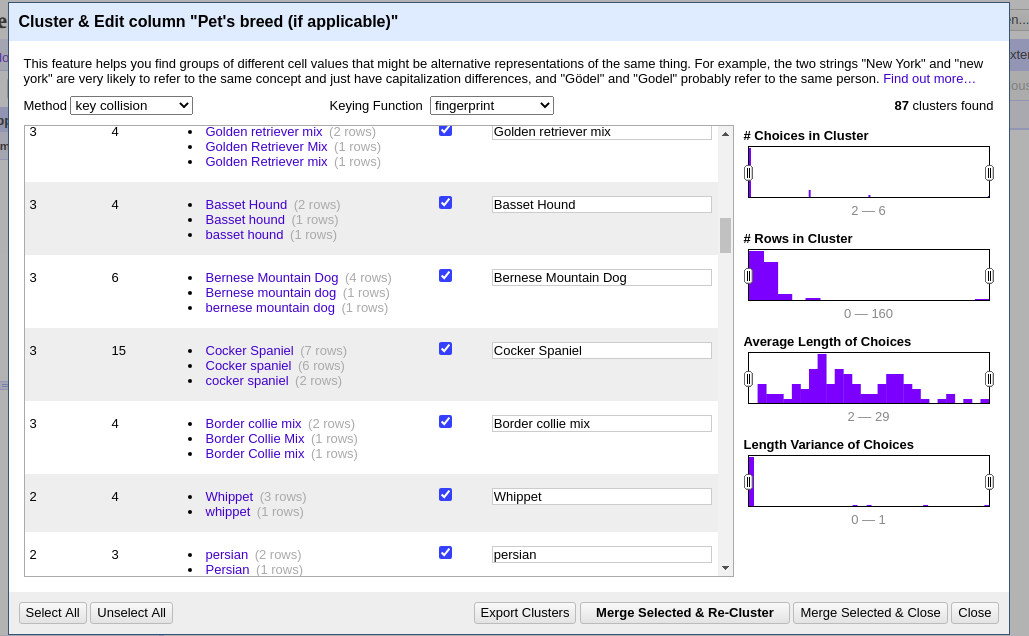 Cluster & Edit column "Pet's breed (if applicable)"
This feature helps you find groups of different cell values that might be alternative representations of the same thing. For example, the two strings "New York" and "new
york" are very likely to refer to the same concept and just have capitalization differences, and "Gödel" and "Godel" probably refer to the same person. Find out more…
Method key collision Keying Function fingerprint 87 clusters found
3 4 • Golden retriever mix (2 rows) Golden retriever mix
• Golden Retriever Mix (1 rows)
• Golden Retriever mix (1 rows)
3 4 • Basset Hound (2 rows) Basset Hound
• Basset hound (1 rows)
• basset hound (1 rows)
3 6 • Bernese Mountain Dog (4 rows) Bernese Mountain Dog
• Bernese mountain dog (1 rows)
• bernese mountain dog (1 rows)
3 15 • Cocker Spaniel (7 rows) Cocker Spaniel
• Cocker spaniel (6 rows)
• cocker spaniel (2 rows)
3 4 • Border collie mix (2 rows) Border collie mix
• Border Collie Mix (1 rows)
• Border Collie mix (1 rows)
2 4 • Whippet (3 rows) Whippet
• whippet (1 rows)
2 3 • persian (2 rows) persian
• Persian (1 rows)
# Choices in Cluster
2 — 6
# Rows in Cluster
0 — 160
Average Length of Choices
2 — 29
Length Variance of Choices
0 — 1
Select All Unselect All Export Clusters Merge Selected & Re-Cluster Merge Selected & Close Close